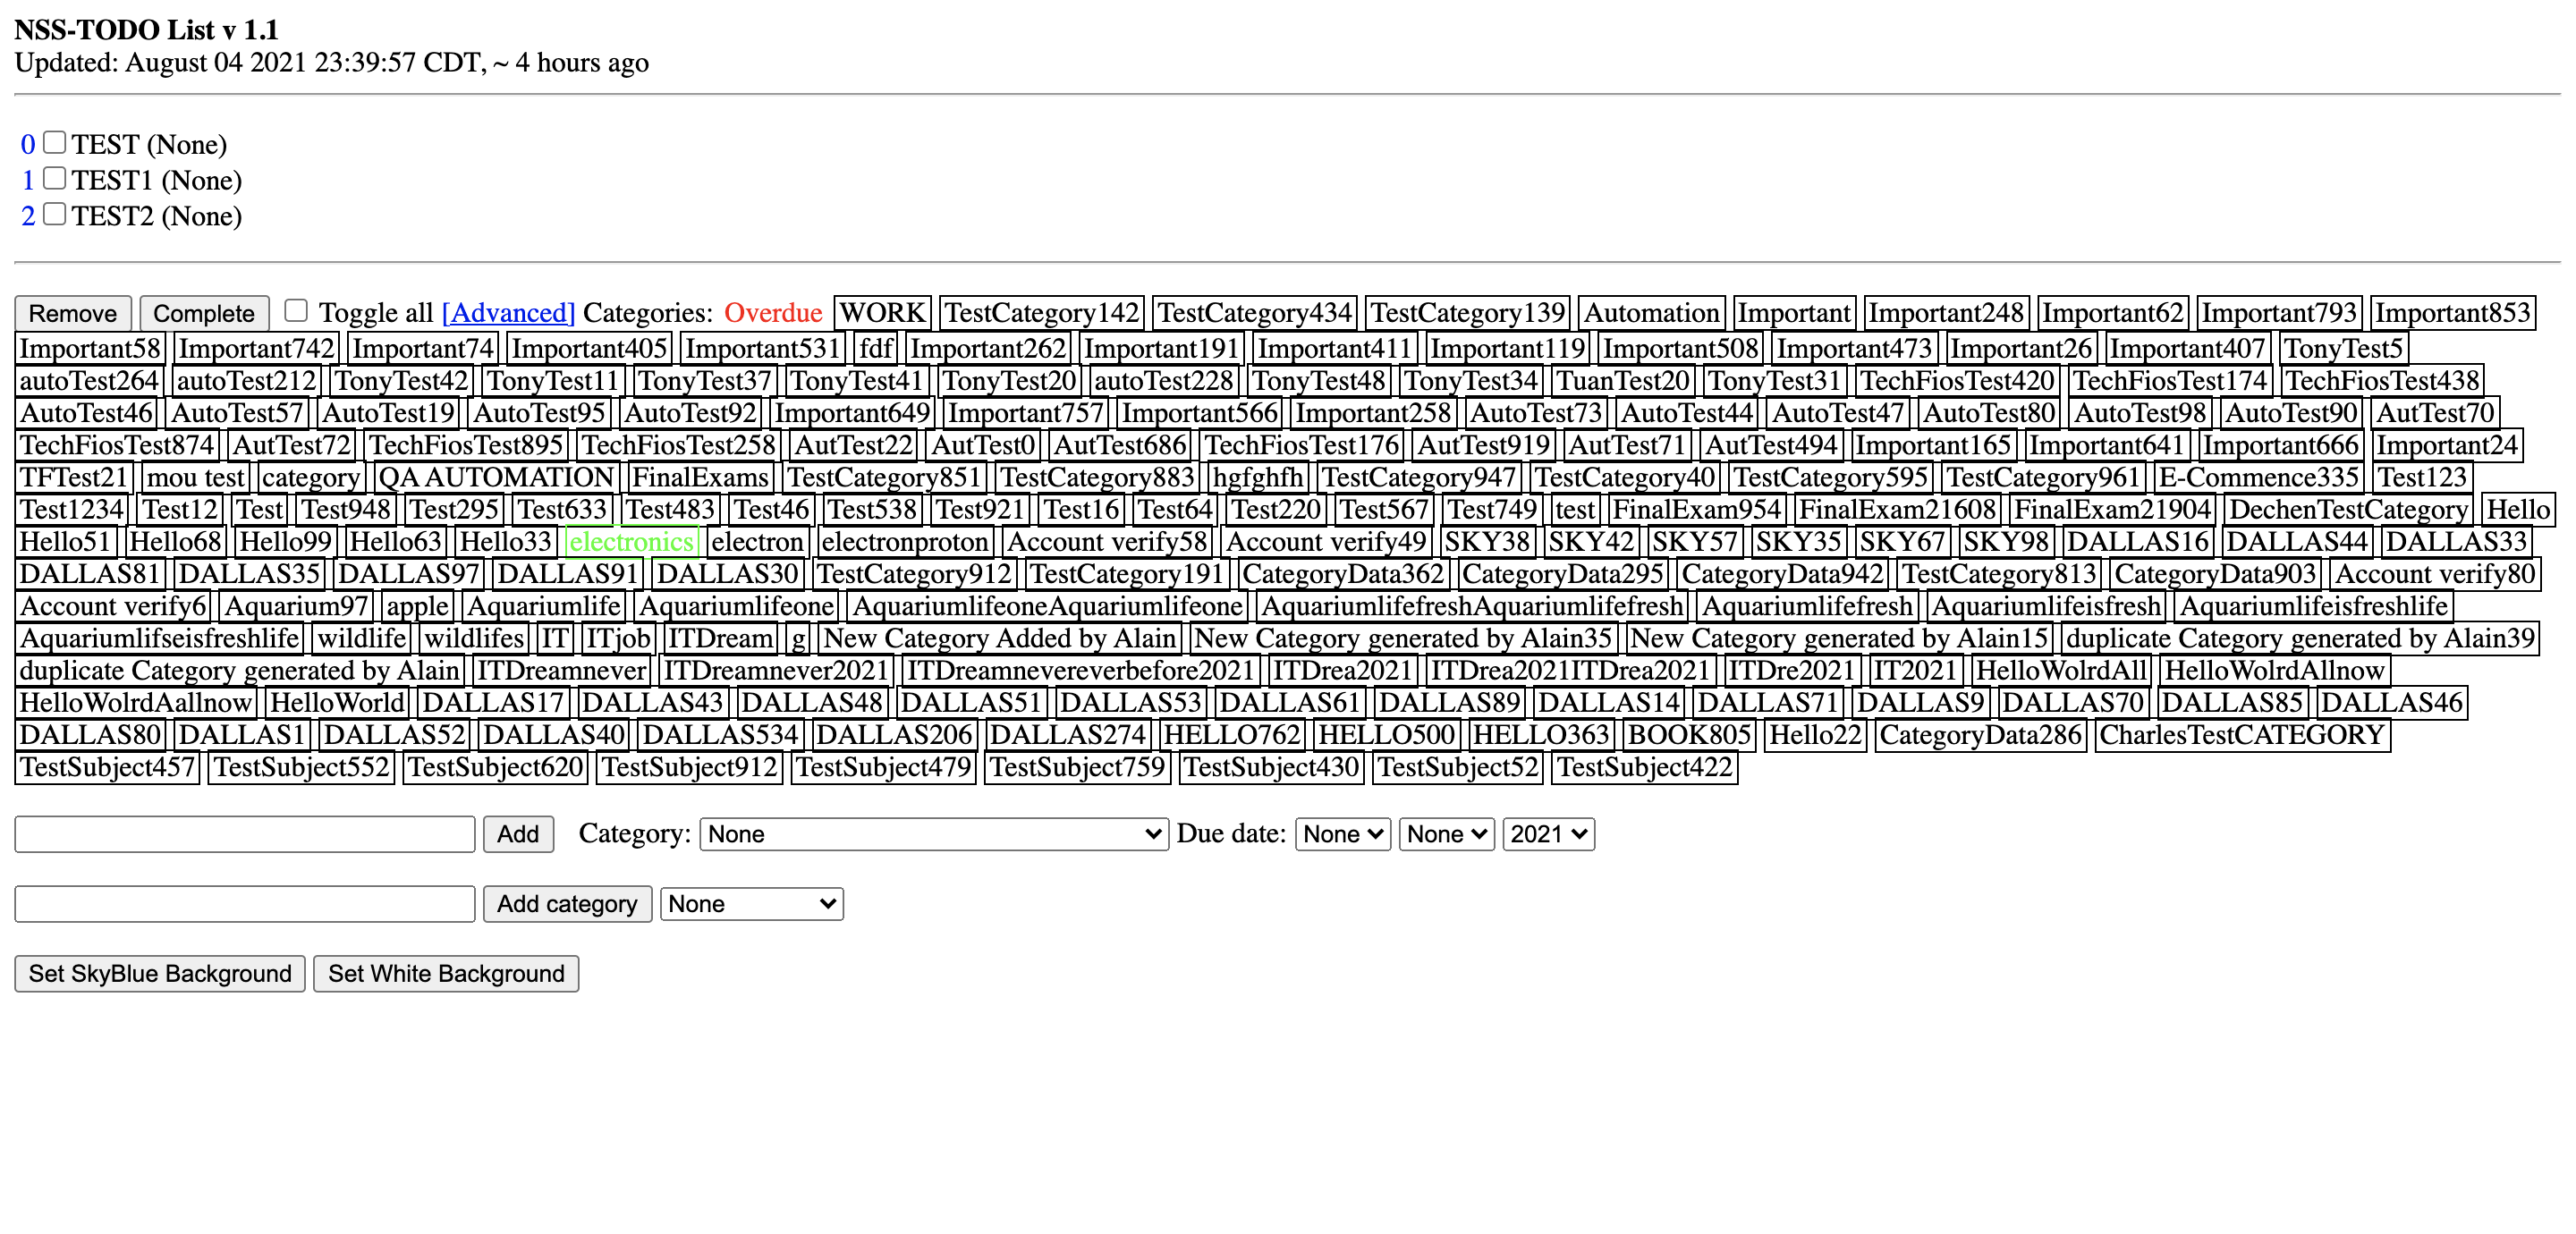 NSS-TODO List v 1.1
Updated: August 04 2021 23:39:57 CDT, ~ 4 hours ago
0 TEST (None)
1 TEST1 (None)
2 TEST2 (None)
Remove Complete Toggle all [Advanced] Categories: Overdue WORK TestCategory142 TestCategory434 TestCategory139 Automation Important Important248 Important62 Important793 Important853
Important58 Important742 Important74 Important405 Important531 fdf Important262 Important191 Important411 Important119 Important508 Important473 Important26 Important407 TonyTest5
autoTest264 autoTest212 TonyTest42 TonyTest11 TonyTest37 TonyTest41 TonyTest20 autoTest228 TonyTest48 TonyTest34 TuanTest20 TonyTest31 TechFiosTest420 TechFiosTest174 TechFiosTest438
AutoTest46 AutoTest57 AutoTest19 AutoTest95 AutoTest92 Important649 Important757 Important566 Important258 AutoTest73 AutoTest44 AutoTest47 AutoTest80 AutoTest98 AutoTest90 AutTest70
TechFiosTest874 AutTest72 TechFiosTest895 TechFiosTest258 AutTest22 AutTest0 AutTest686 TechFiosTest176 AutTest919 AutTest71 AutTest494 Important165 Important641 Important666 Important24
TFTest21 mou test category QA AUTOMATION FinalExams TestCategory851 TestCategory883 hgfghfh TestCategory947 TestCategory40 TestCategory595 TestCategory961 E-Commence335 Test123
Test1234 Test12 Test Test948 Test295 Test633 Test483 Test46 Test538 Test921 Test16 Test64 Test220 Test567 Test749 test FinalExam954 FinalExam21608 FinalExam21904 DechenTestCategory Hello
Hello51 Hello68 Hello99 Hello63 Hello33 electronics electron electronproton Account verify58 Account verify49 SKY38 SKY42 SKY57 SKY35 SKY67 SKY98 DALLAS16 DALLAS44 DALLAS33
DALLAS81 DALLAS35 DALLAS97 DALLAS91 DALLAS30 TestCategory912 TestCategory191 CategoryData362 CategoryData295 CategoryData942 TestCategory813 CategoryData903 Account verify80
Account verify6 Aquarium97 apple Aquariumlife Aquariumlifeone AquariumlifeoneAquariumlifeone AquariumlifefreshAquariumlifefresh Aquariumlifefresh Aquariumlifeisfresh Aquariumlifeisfreshlife
Aquariumlifseisfreshlife wildlife wildlifes IT ITjob ITDream g New Category Added by Alain New Category generated by Alain35 New Category generated by Alain15 duplicate Category generated by Alain39
duplicate Category generated by Alain ITDreamnever ITDreamnever2021 ITDreamnevereverbefore2021 ITDrea2021 ITDrea2021ITDrea2021 ITDre2021 IT2021 HelloWolrdAll HelloWolrdAllnow
HelloWolrdAallnow HelloWorld DALLAS17 DALLAS43 DALLAS48 DALLAS51 DALLAS53 DALLAS61 DALLAS89 DALLAS14 DALLAS71 DALLAS9 DALLAS70 DALLAS85 DALLAS46
DALLAS80 DALLAS1 DALLAS52 DALLAS40 DALLAS534 DALLAS206 DALLAS274 HELLO762 HELLO500 HELLO363 BOOK805 Hello22 CategoryData286 CharlesTestCATEGORY
TestSubject457 TestSubject552 TestSubject620 TestSubject912 TestSubject479 TestSubject759 TestSubject430 TestSubject52 TestSubject422
Add Category: None Due date: None None 2021
Add category None
Set SkyBlue Background Set White Background